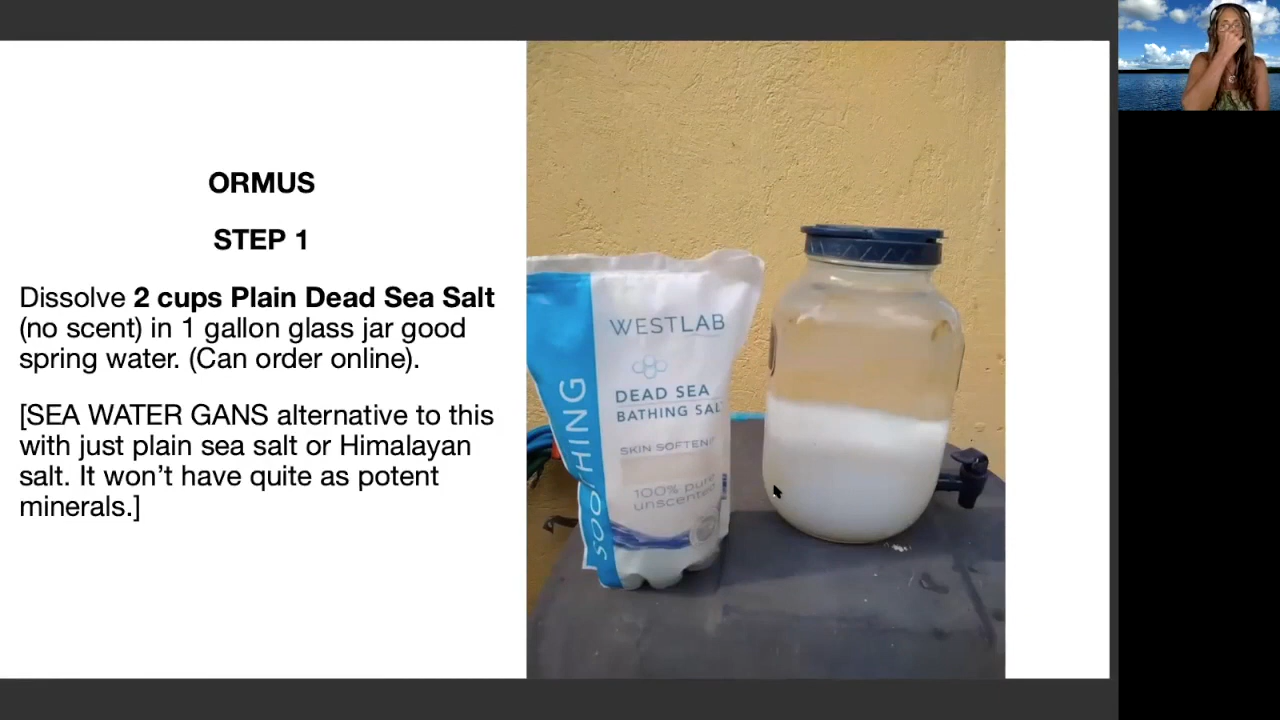 ORMUS
STEP 1
Dissolve 2 cups Plain Dead Sea Salt
(no scent) in 1 gallon glass jar good
spring water. (Can order online).
[SEA WATER GANS alternative to this
with just plain sea salt or Himalayan
salt. It won’t have quite as potent
minerals.]
SOOTHING
WESTLAB
DEAD SEA
BATHING SAL
SKIN SOFTENI
100% pure
unscented